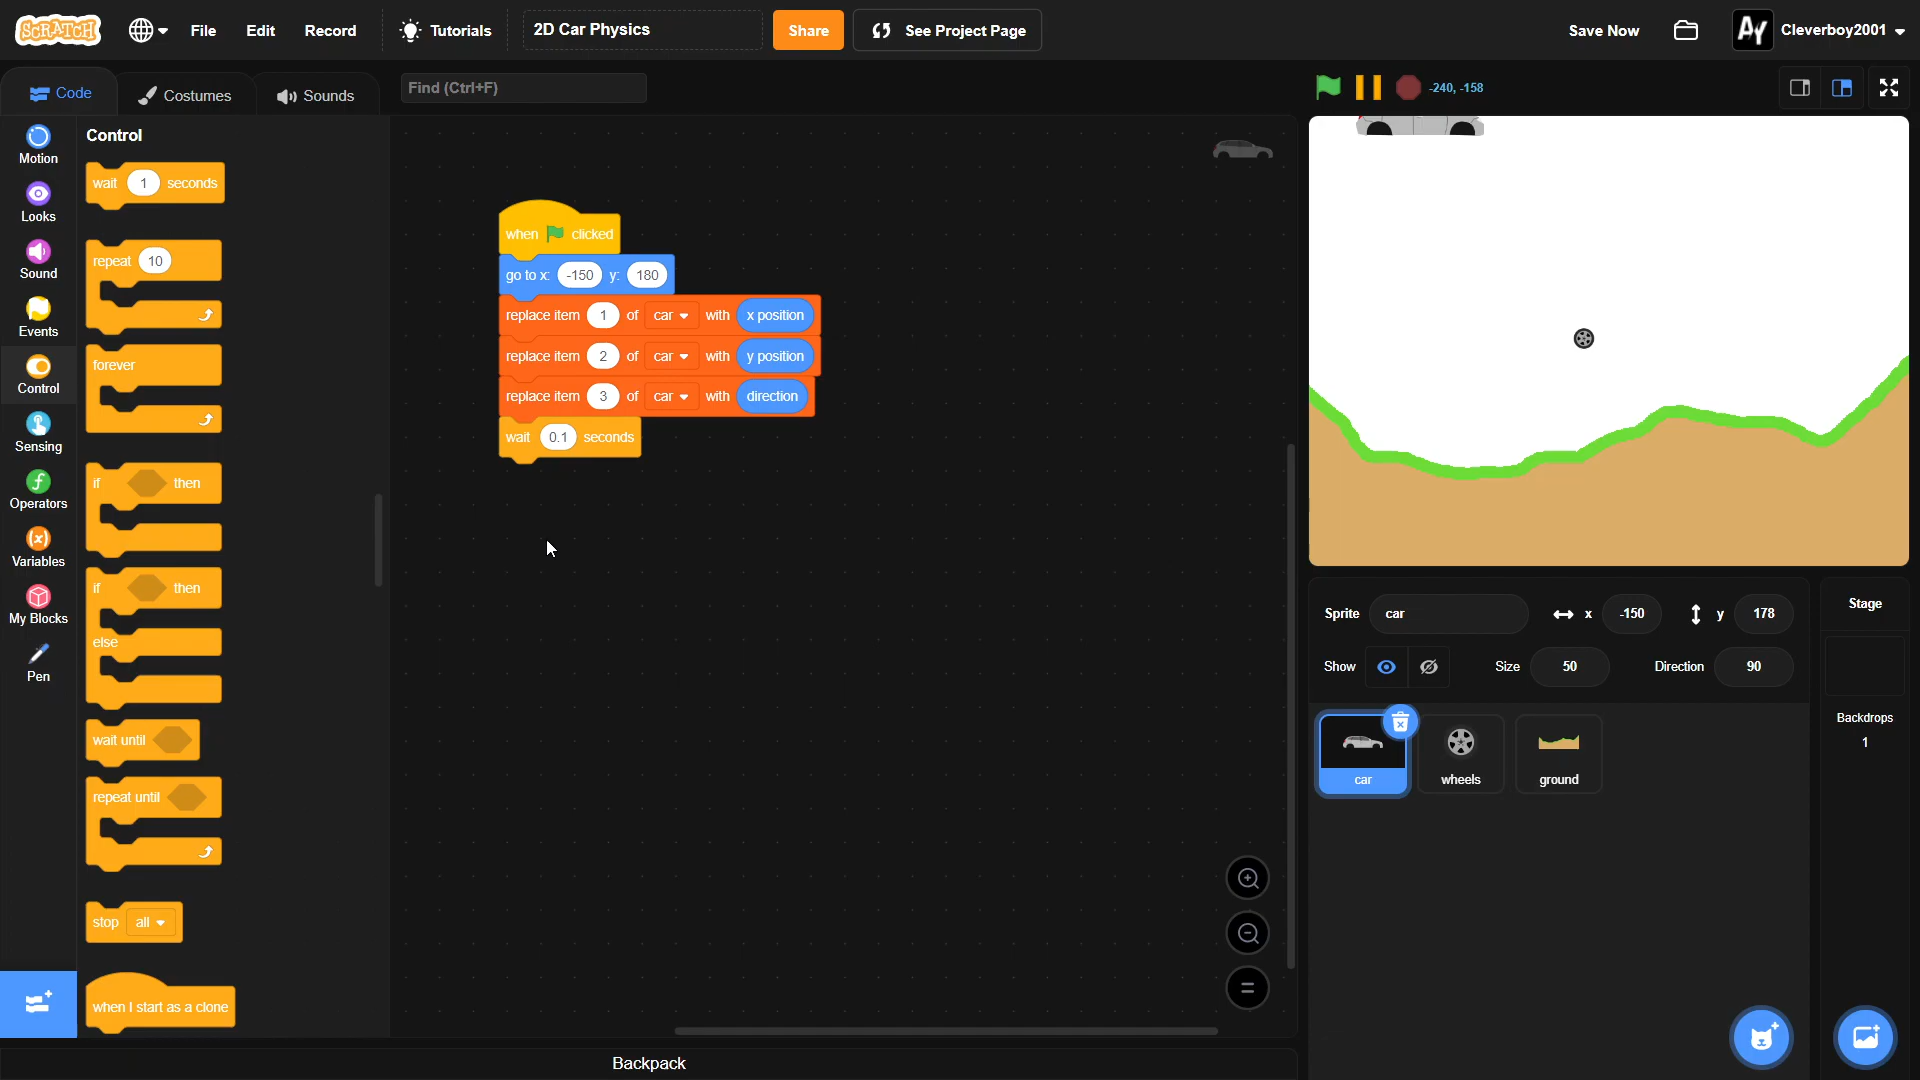 SCRATCH File Edit Record Tutorials 2D Car Physics Share See Project Page Save Now Ay Cleverboy2001
Code Costumes Sounds Find (Ctrl+F) -240, -158
Motion
Looks
Sound
Events
Control
Sensing
Operators
Variables
My Blocks
Pen
Control
wait 1 seconds
repeat 10
forever
if then
if then
else
wait until
repeat until
stop all
when I start as a clone
when clicked
go to x: -150 y: 180
replace item 1 of car with x position
replace item 2 of car with y position
replace item 3 of car with direction
wait 0.1 seconds
Backpack
Sprite car x -150 y 178
Show Size 50 Direction 90
car wheels ground
Stage
Backdrops
1